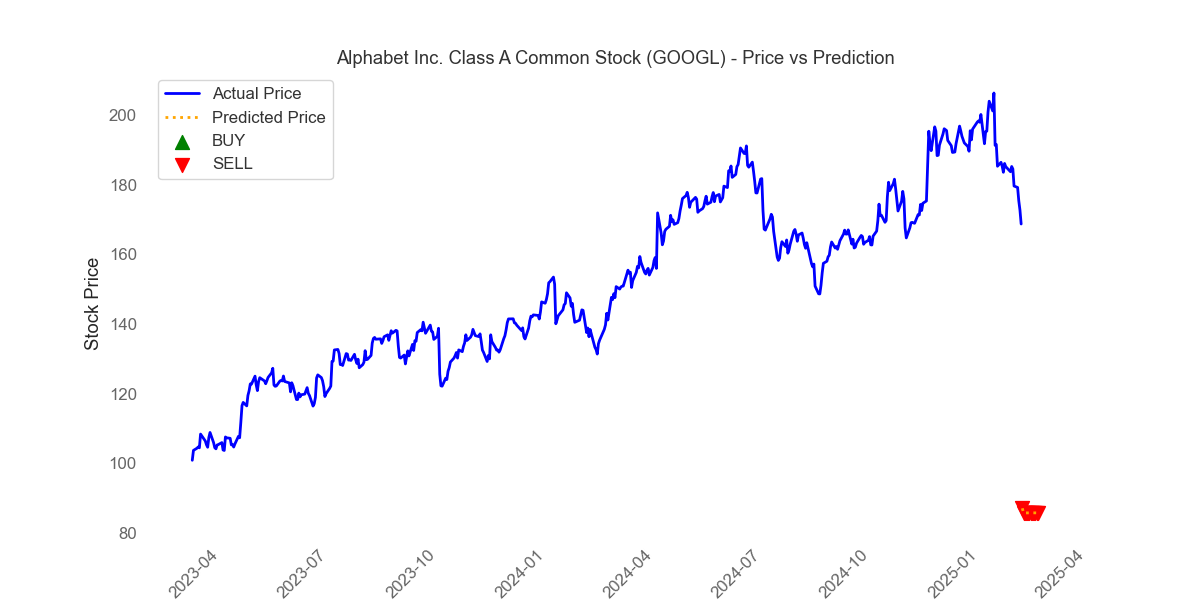 Alphabet Inc. Class A Common Stock (GOOGL) - Price vs Prediction
Actual Price
Predicted Price
BUY
SELL
Stock Price
200
180
160
140
120
100
80
2023-04
2023-07
2023-10
2024-01
2024-04
2024-07
2024-10
2025-01
2025-04